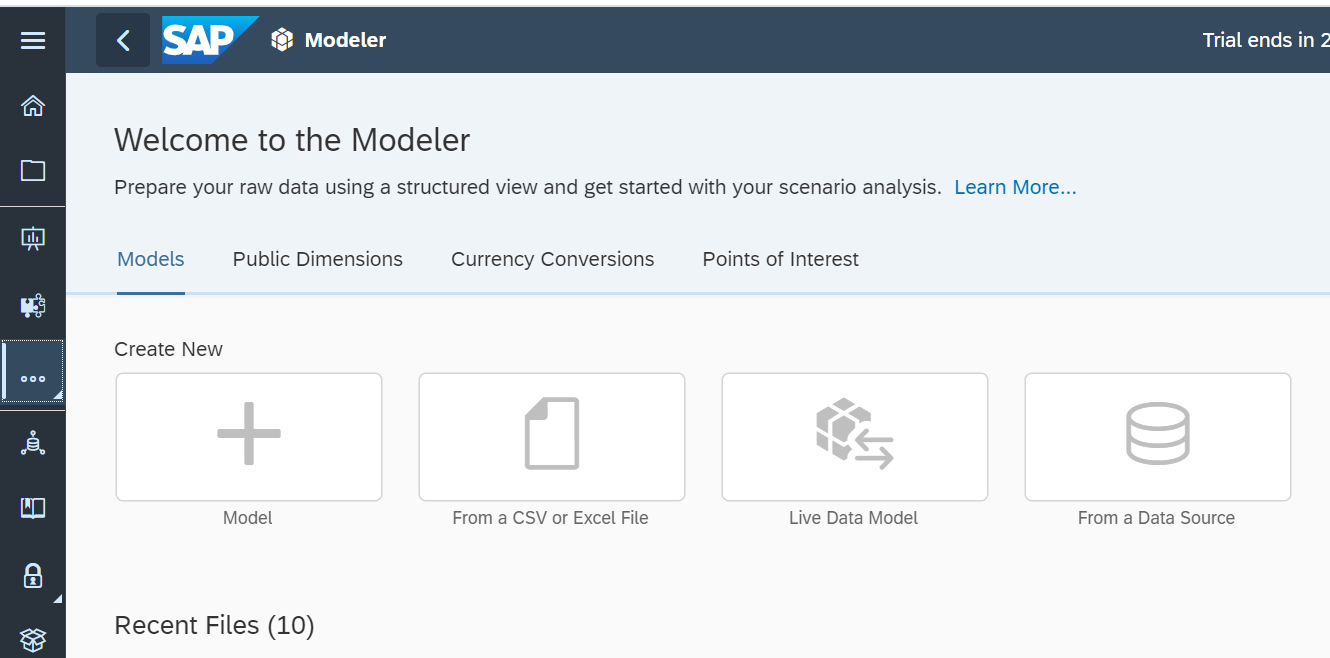 SAP Modeler Trial ends in 2
Welcome to the Modeler
Prepare your raw data using a structured view and get started with your scenario analysis. Learn More...
Models Public Dimensions Currency Conversions Points of Interest
Create New
Model From a CSV or Excel File Live Data Model From a Data Source
Recent Files (10)